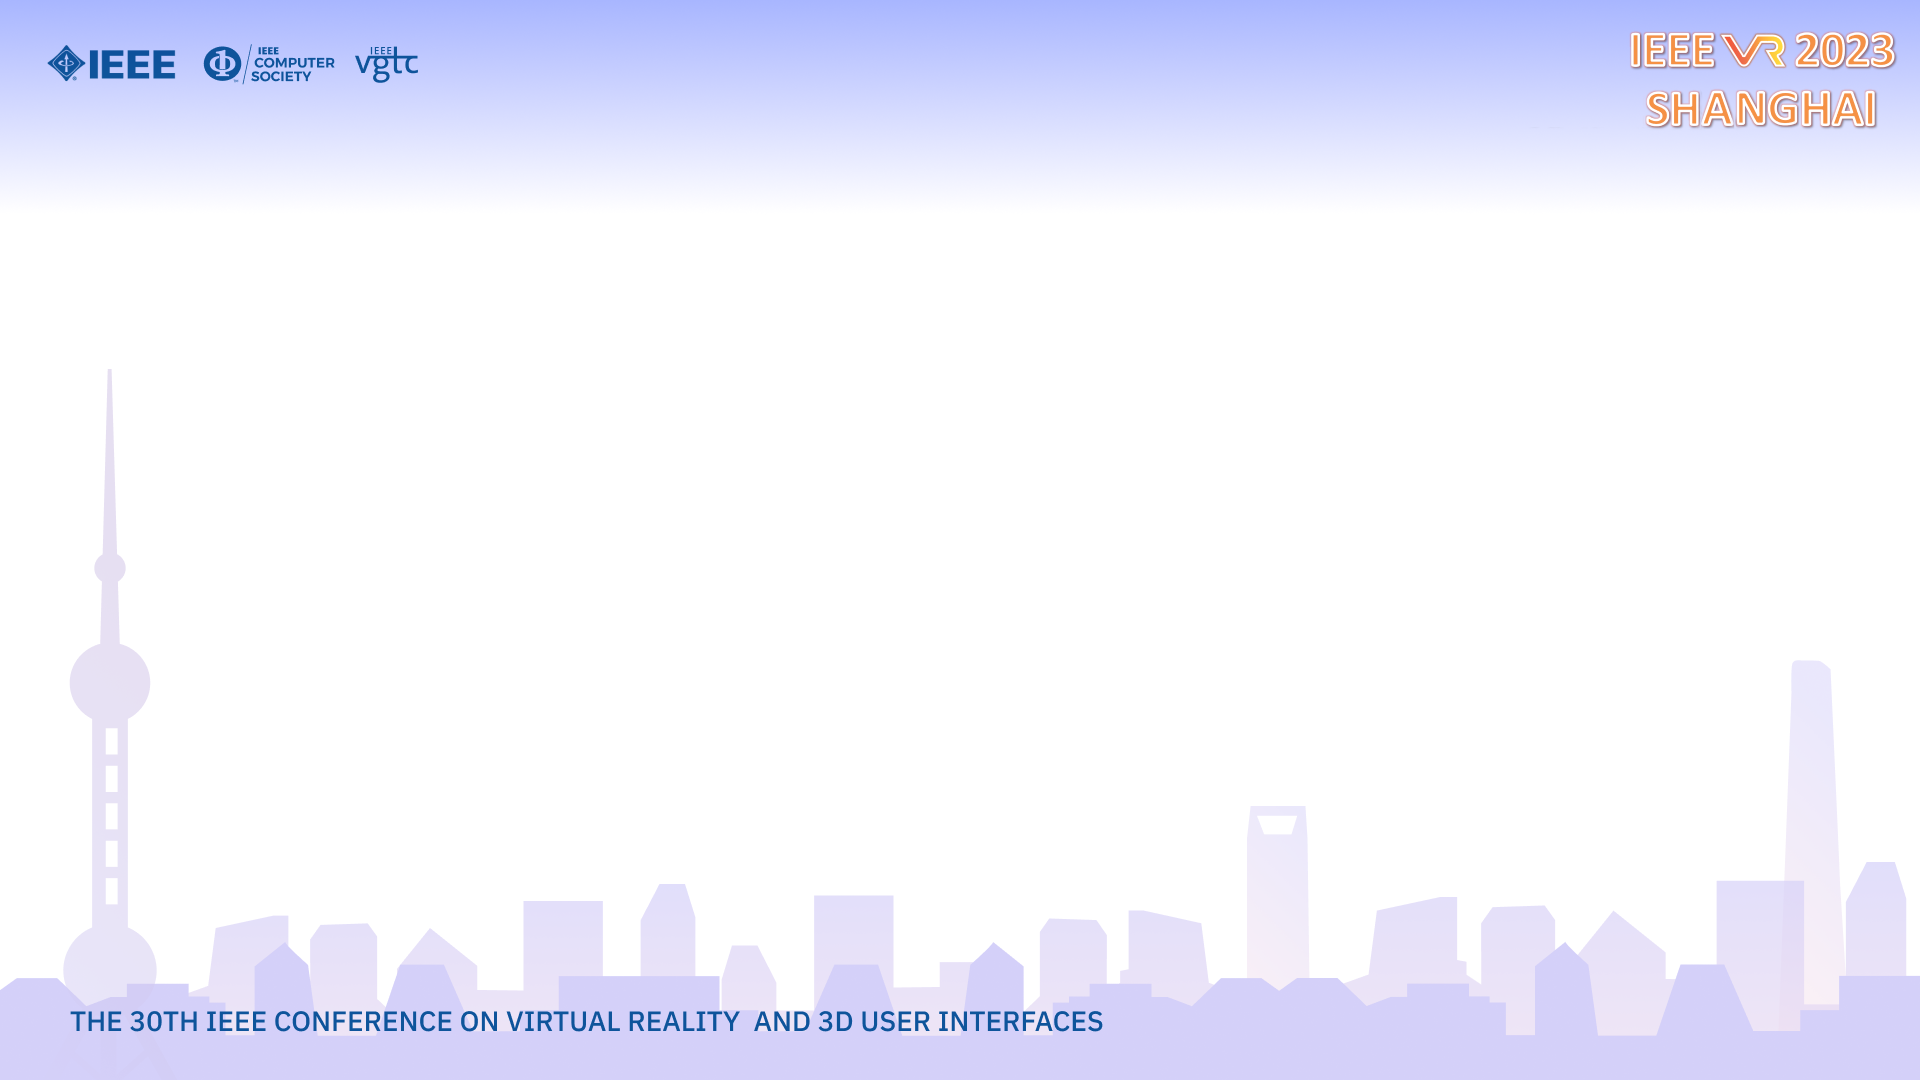 IEEE
IEEE
COMPUTER
SOCIETY
IEEE
vgtc
IEEE VR 2023
SHANGHAI
THE 30TH IEEE CONFERENCE ON VIRTUAL REALITY  AND 3D USER INTERFACES